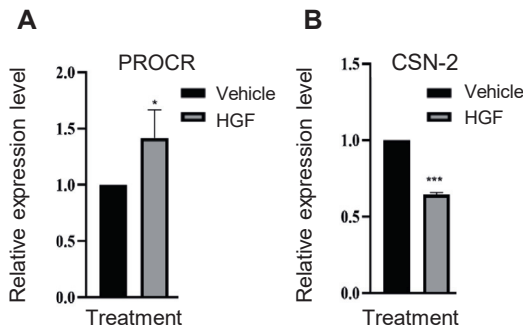 A
PROCR
Relative expression level
2.0
1.5
1.0
0.5
0.0
*
Vehicle
HGF
Treatment
B
CSN-2
Relative expression level
1.5
1.0
0.5
0.0
***
Vehicle
HGF
Treatment